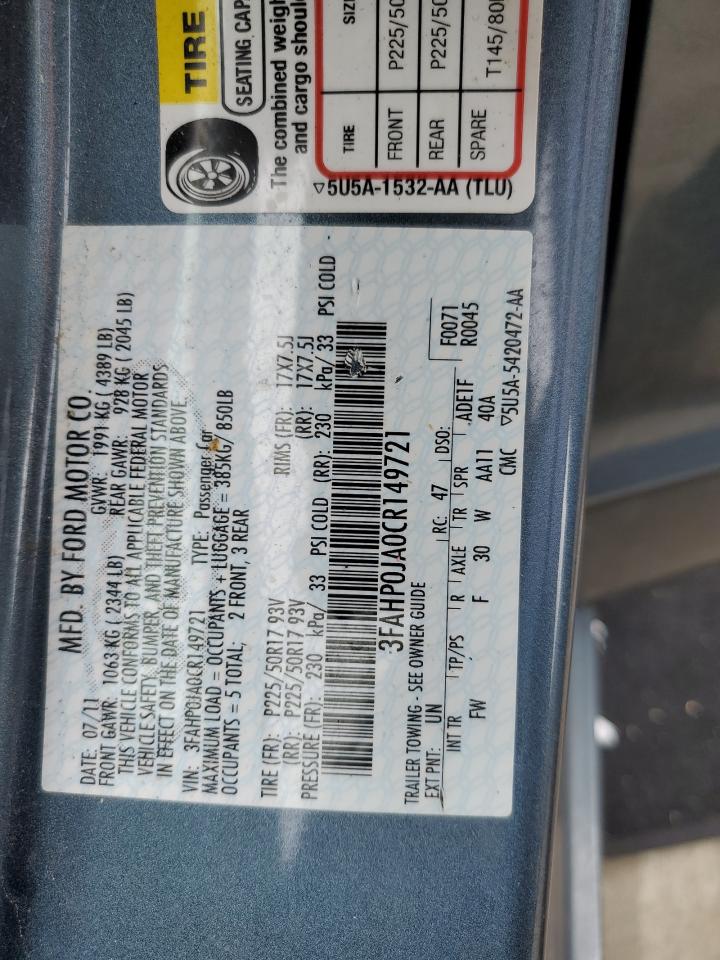 TIRE
SEATING CAP
The combined weigh
and cargo shoul
TIRE SIZ
FRONT P225/50
REAR P225/50
SPARE T145/80
▽5U5A-1532-AA (TLU)
MFD. BY FORD MOTOR CO.
DATE: 07/11 GVWR: 1991 KG ( 4389 LB)
FRONT GAWR: 1063 KG ( 2344 LB) REAR GAWR: 928 KG ( 2045 LB)
THIS VEHICLE CONFORMS TO ALL APPLICABLE FEDERAL MOTOR
VEHICLE SAFETY, BUMPER, AND THEFT PREVENTION STANDARDS
IN EFFECT ON THE DATE OF MANUFACTURE SHOWN ABOVE.
VIN: 3FAHP0JA0CR149721 TYPE: Passenger Car
MAXIMUM LOAD = OCCUPANTS + LUGGAGE = 385KG/ 850LB
OCCUPANTS = 5 TOTAL; 2 FRONT, 3 REAR
TIRE (FR): P225/50R17 93V RIMS (FR): 17X7.5J
(RR): P225/50R17 93V (RR): 17X7.5J
PRESSURE (FR): 230 kPa/ 33 PSI COLD (RR): 230 kPa/ 33 PSI COLD
3FAHP0JA0CR149721
TRAILER TOWING - SEE OWNER GUIDE
EXT PNT: UN RC: 47 DSO: F0071
INT TR TP/PS R AXLE TR SPR R0045
FW F 30 W AA11 ADE1F
40A
CMC ▽5U5A-5420472-AA